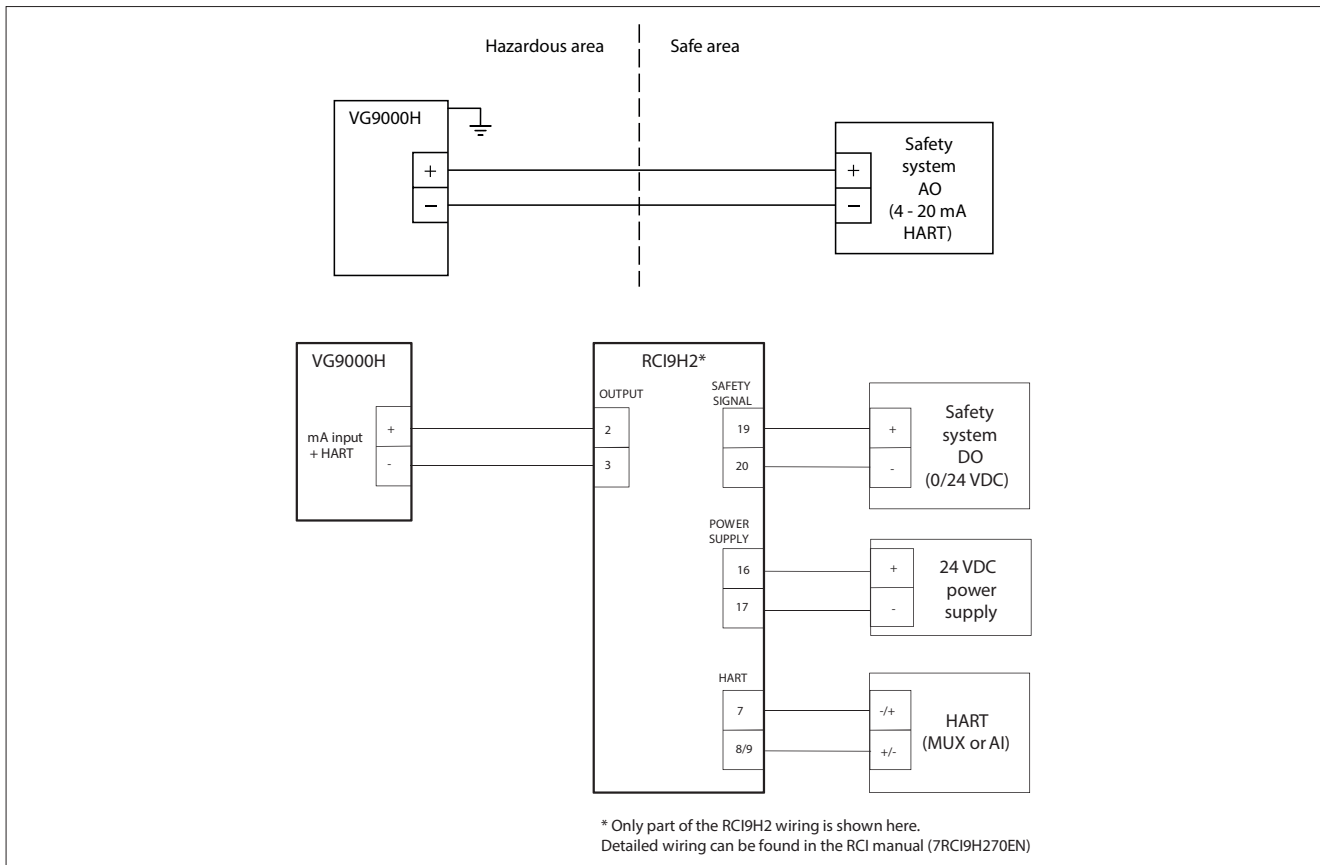 Hazardous area
Safe area
VG9000H
+
−
+
−
Safety
system
AO
(4 - 20 mA
HART)
VG9000H
mA input
+ HART
+
-
RCI9H2*
OUTPUT
2
3
SAFETY
SIGNAL
19
20
+
-
Safety
system
DO
(0/24 VDC)
POWER
SUPPLY
16
17
+
-
24 VDC
power
supply
HART
7
8/9
-/+
+/-
HART
(MUX or AI)
* Only part of the RCI9H2 wiring is shown here.
Detailed wiring can be found in the RCI manual (7RCI9H270EN)